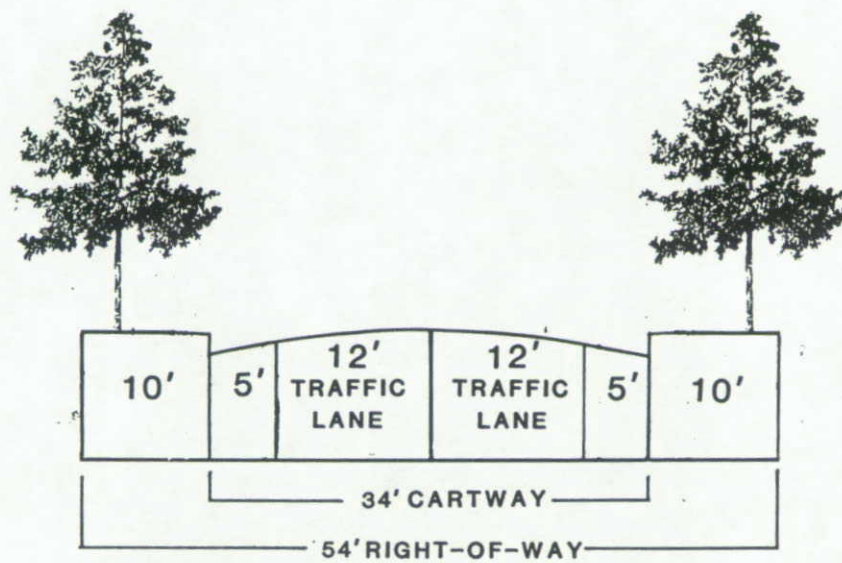 10'
5'
12'
TRAFFIC
LANE
12'
TRAFFIC
LANE
5'
10'
34' CARTWAY
54' RIGHT-OF-WAY